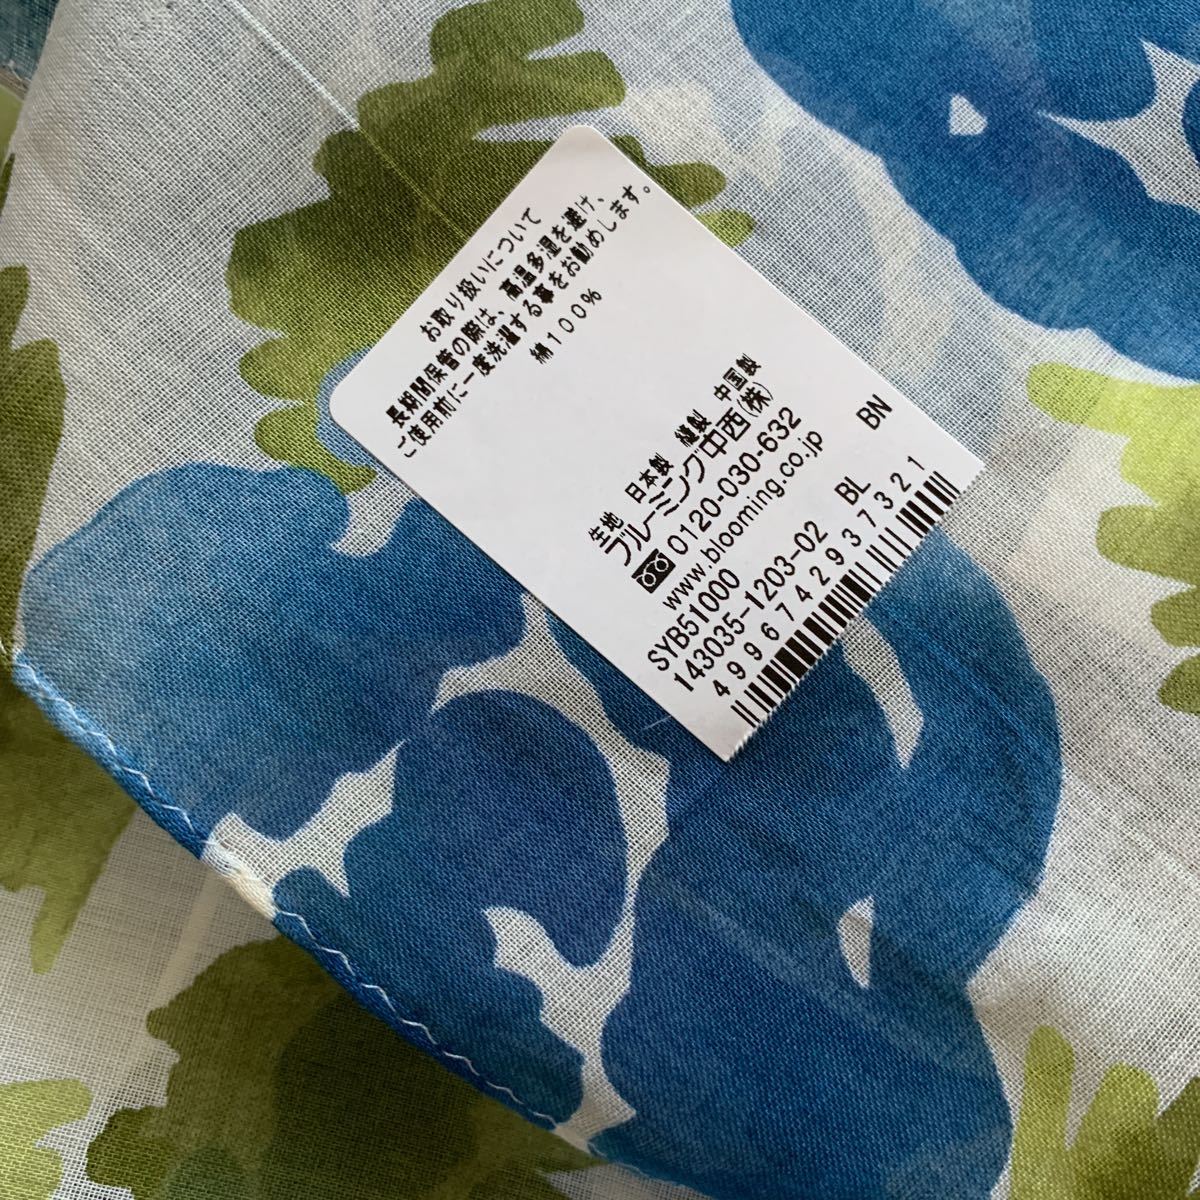 お取り扱いについて
長期間保管の際は、高温多湿を避け、
ご使用前に一度洗濯する事をお勧めします。
綿100%
生地 日本製 縫製 中国製
ブルーミング中西(株)
0120-030-632
www.blooming.co.jp
SYB51000 BL BN
143035-1203-02
4996742937321